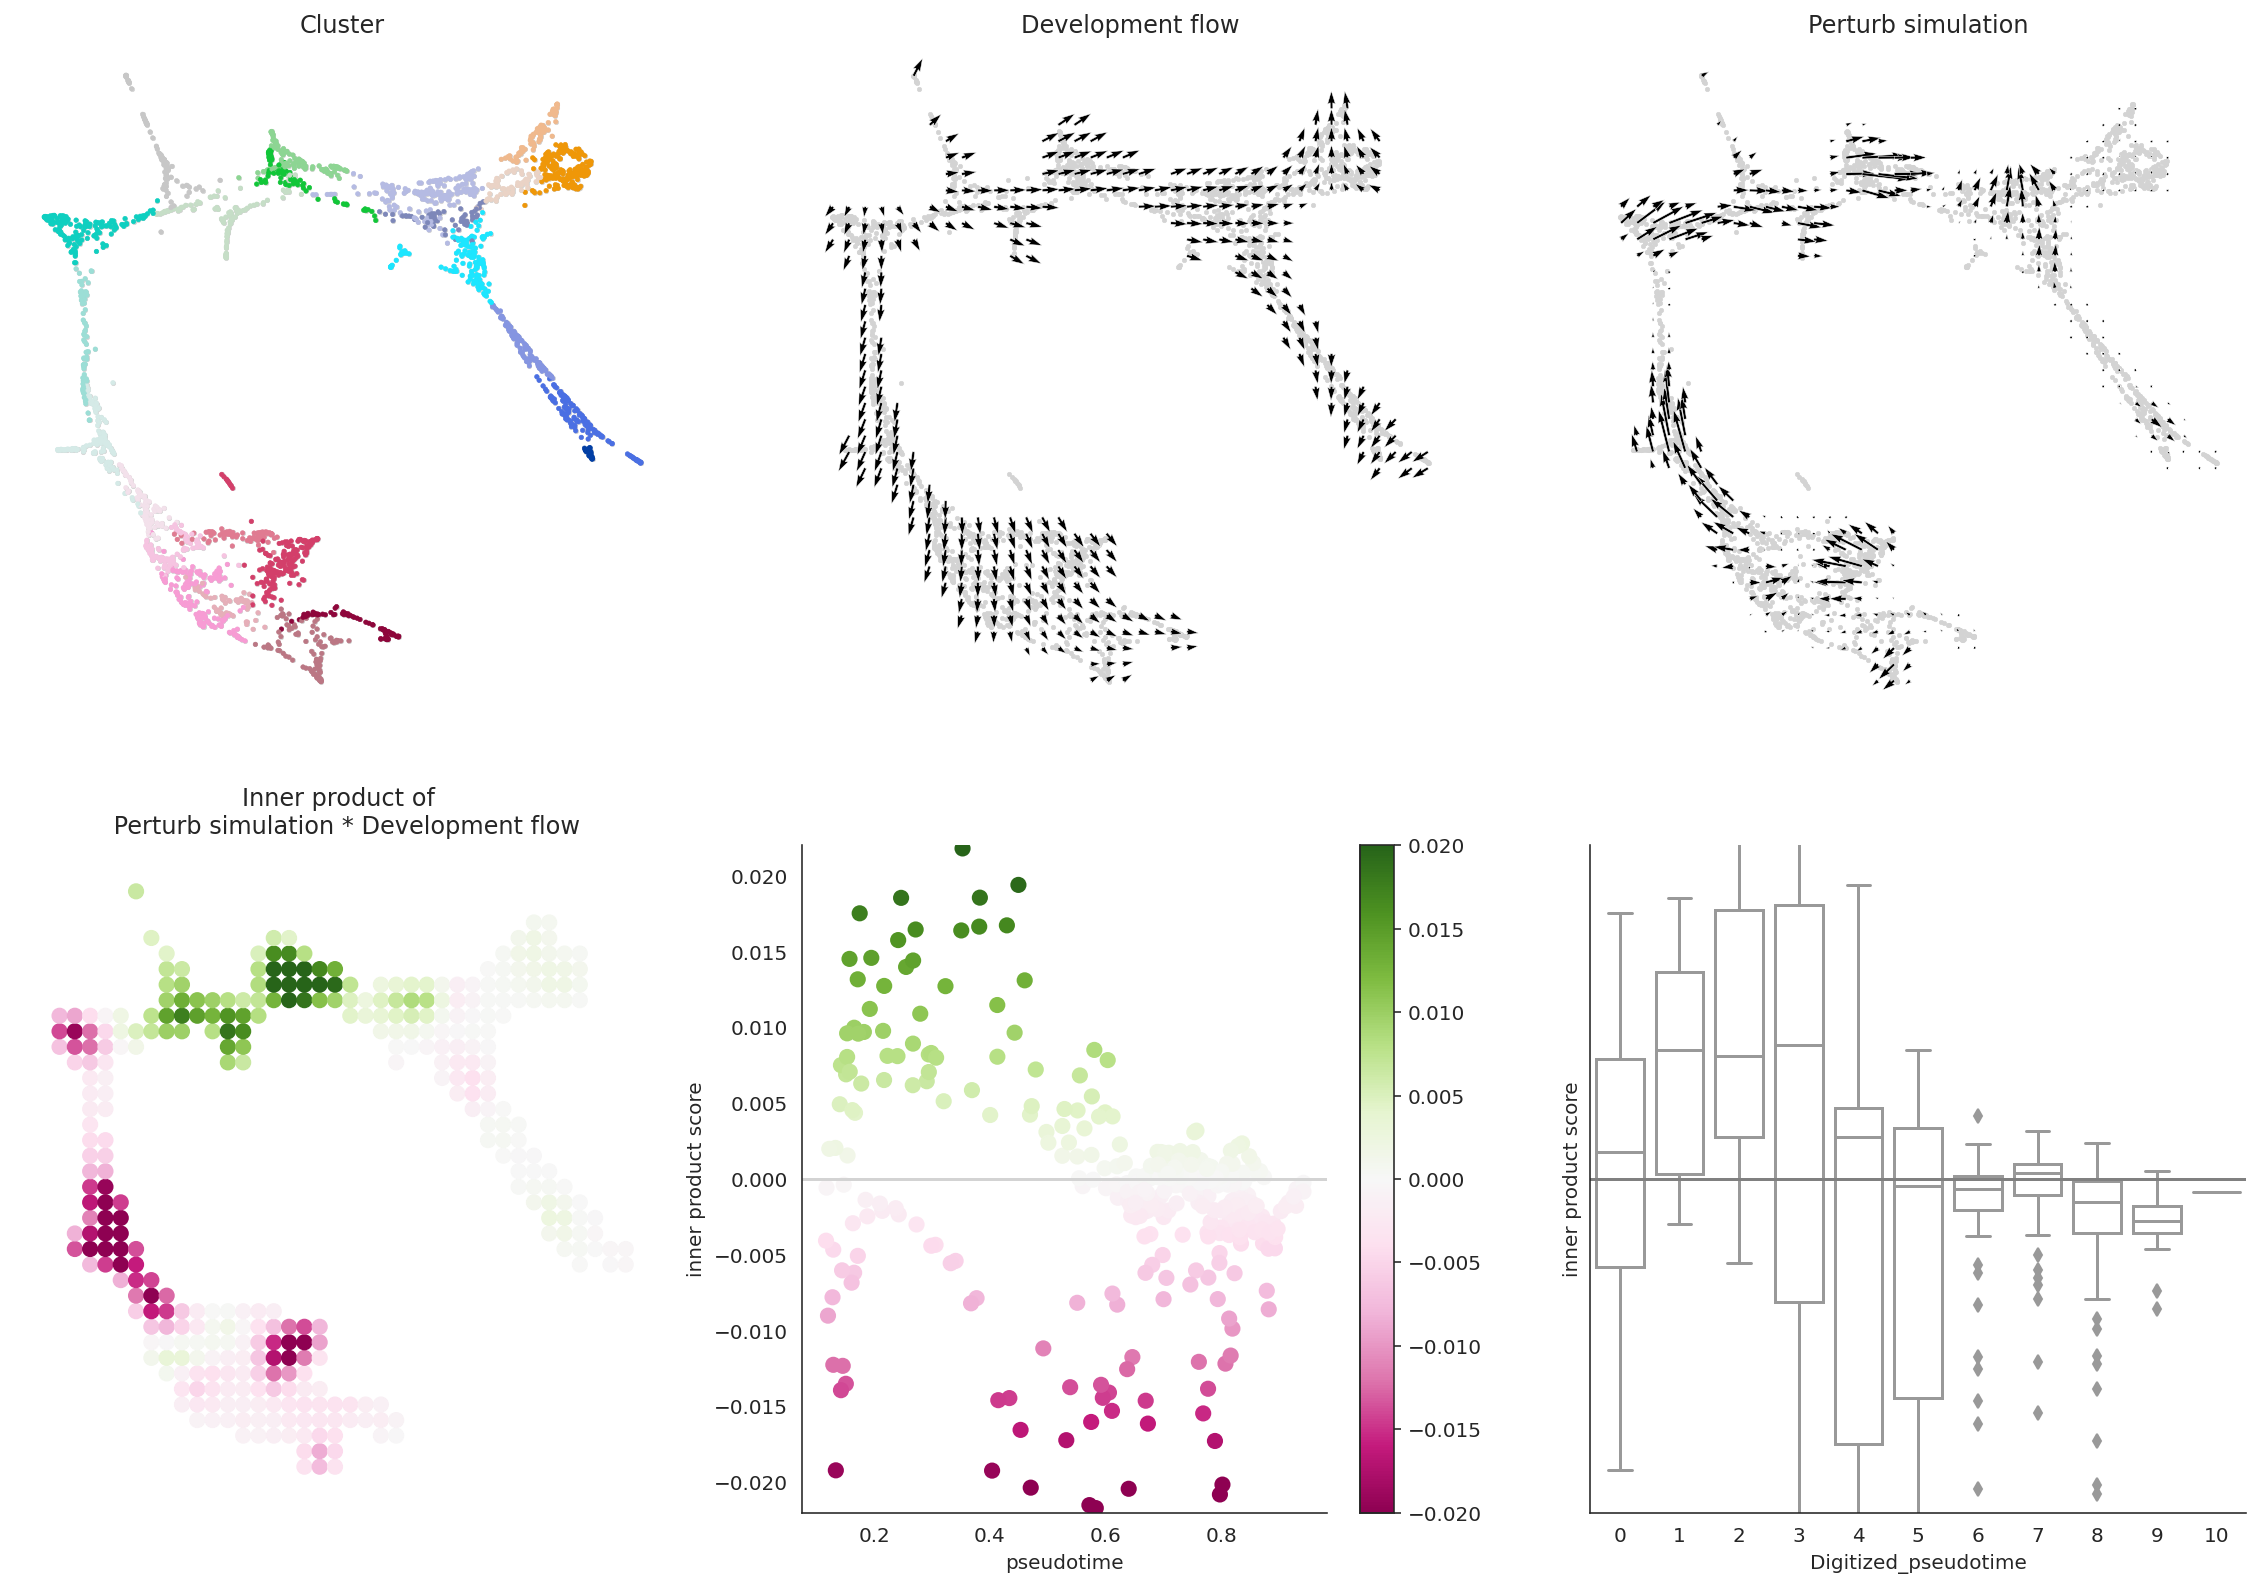 Cluster
Development flow
Perturb simulation
Inner product of
Perturb simulation * Development flow
0.020
0.015
0.010
0.005
0.000
−0.005
−0.010
−0.015
−0.020
inner product score
0.2
0.4
0.6
0.8
pseudotime
0.020
0.015
0.010
0.005
0.000
−0.005
−0.010
−0.015
−0.020
inner product score
0 1 2 3 4 5 6 7 8 9 10
Digitized_pseudotime